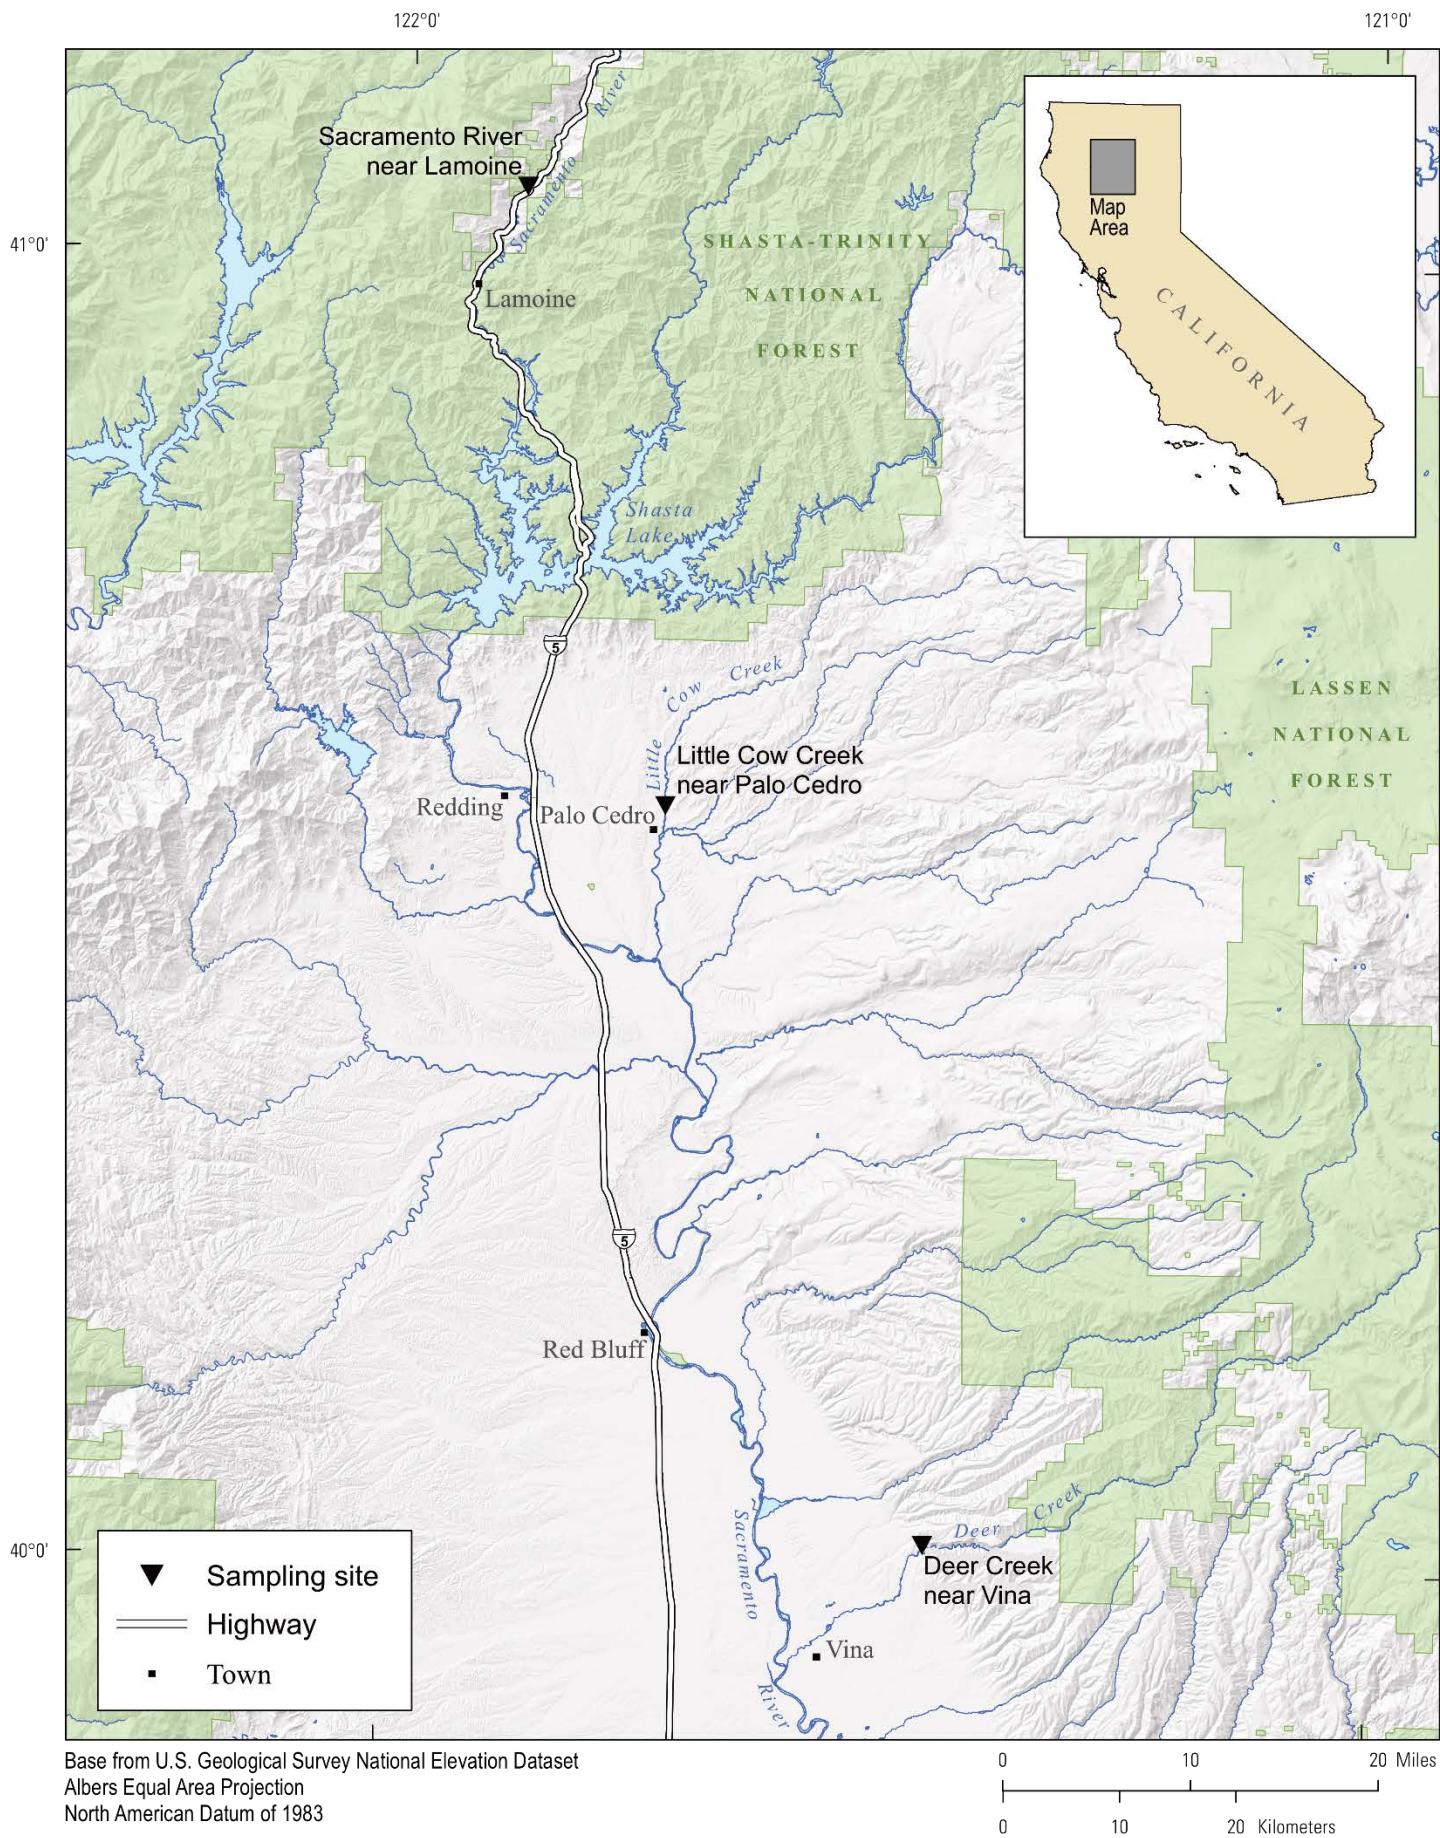 122°0'
121°0'
River
Sacramento River
near Lamoine
Sacramento
41°0'
Lamoine
SHASTA-TRINITY
NATIONAL
FOREST
Map
Area
CALIFORNIA
Shasta
Lake
5
Little Cow Creek
LASSEN
NATIONAL
FOREST
Little Cow Creek
near Palo Cedro
Redding
Palo Cedro
5
Red Bluff
Sacramento River
Deer Creek
40°0'
Deer Creek
near Vina
Vina
Sampling site
Highway
Town
Base from U.S. Geological Survey National Elevation Dataset
Albers Equal Area Projection
North American Datum of 1983
0 10 20 Miles
0 10 20 Kilometers